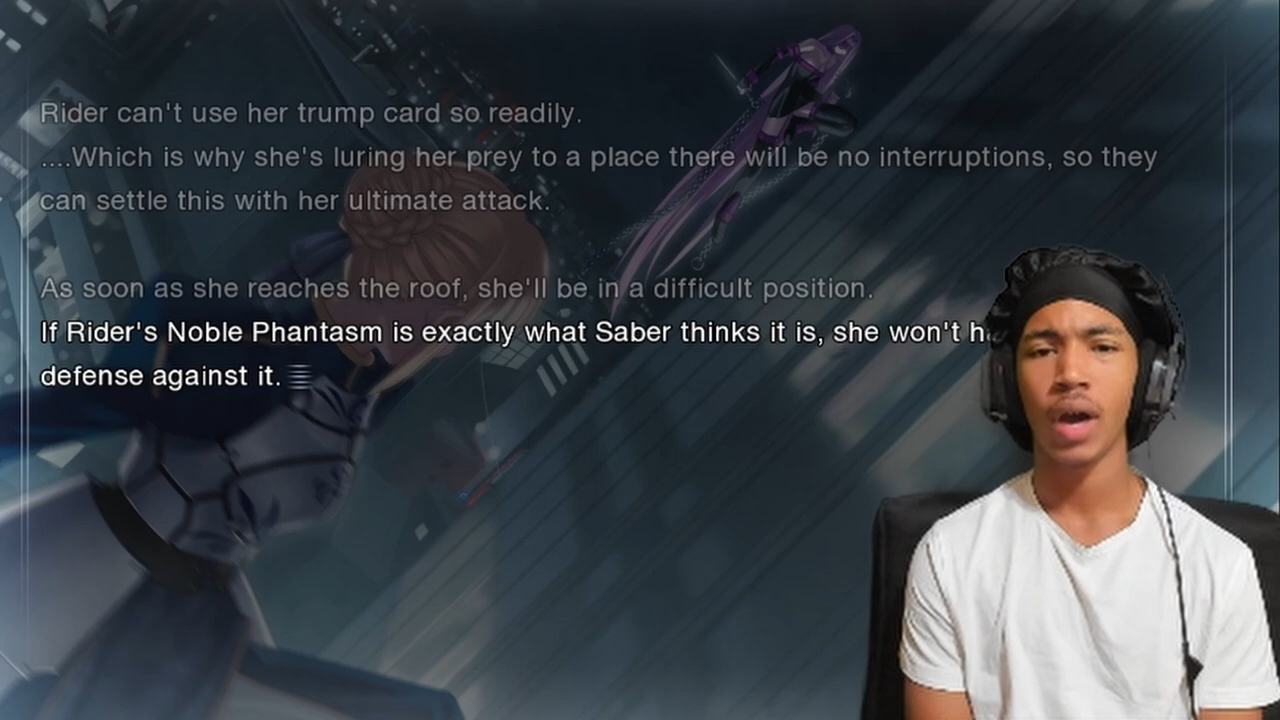 Rider can't use her trump card so readily.
....Which is why she's luring her prey to a place there will be no interruptions, so they
can settle this with her ultimate attack.
As soon as she reaches the roof, she'll be in a difficult position.
If Rider's Noble Phantasm is exactly what Saber thinks it is, she won't
defense against it.